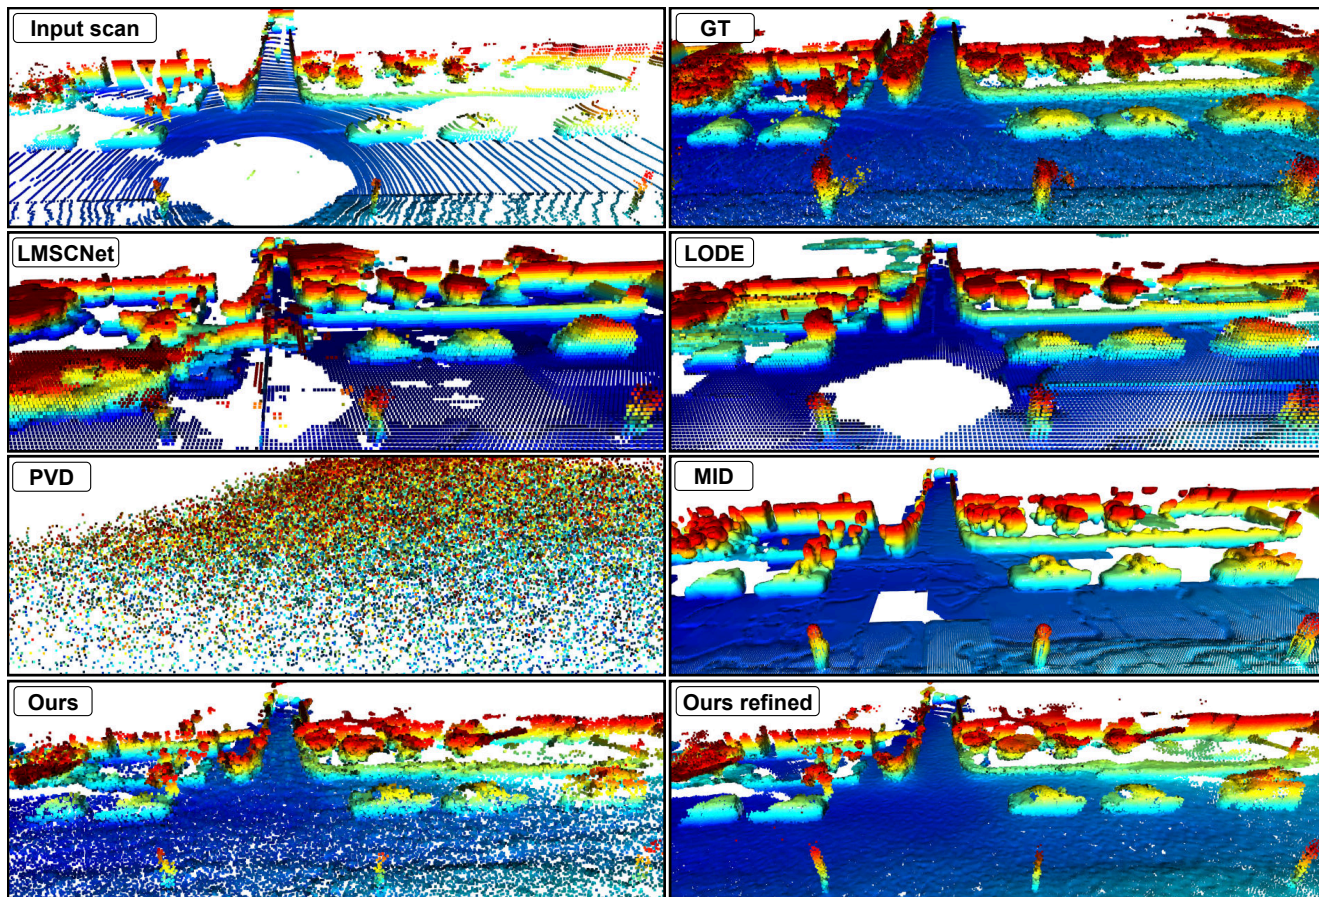 Input scan
GT
LMSCNet
LODE
PVD
MID
Ours
Ours refined